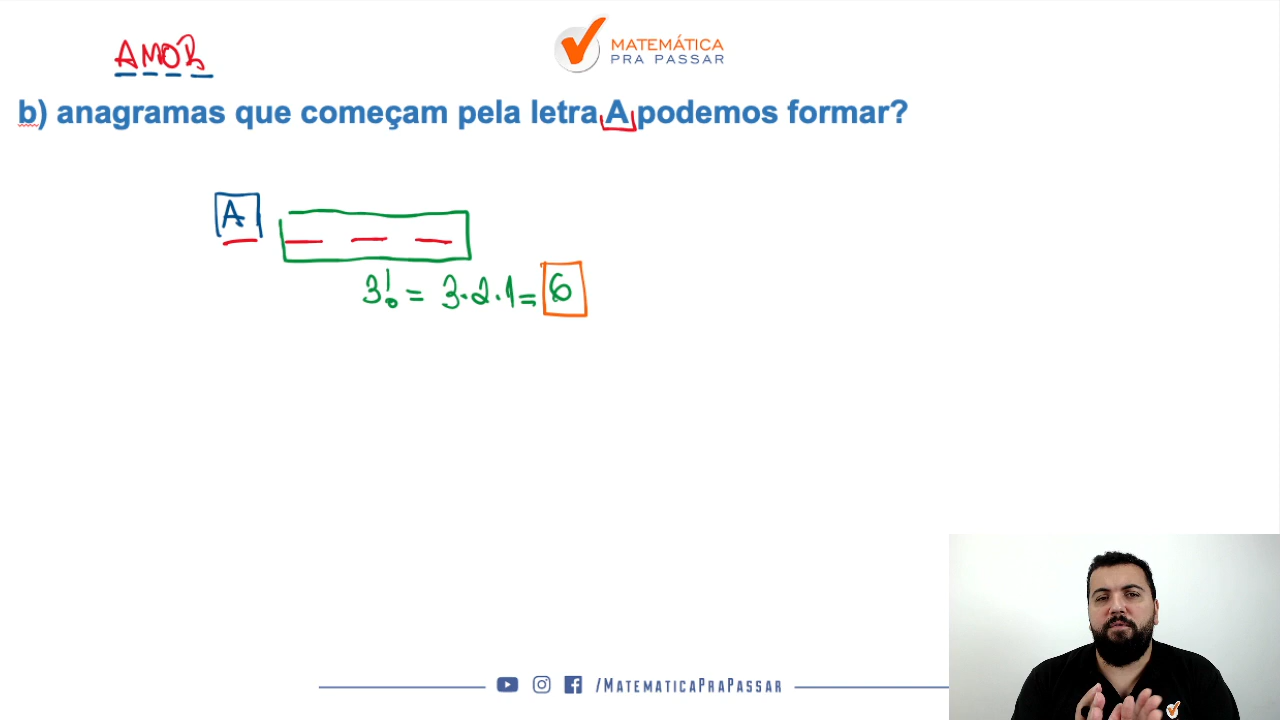 AMOR
MATEMÁTICA
PRA PASSAR
b) anagramas que começam pela letra A podemos formar?
A
3! = 3.2.1 = 6
/MATEMATICAPRAPASSAR